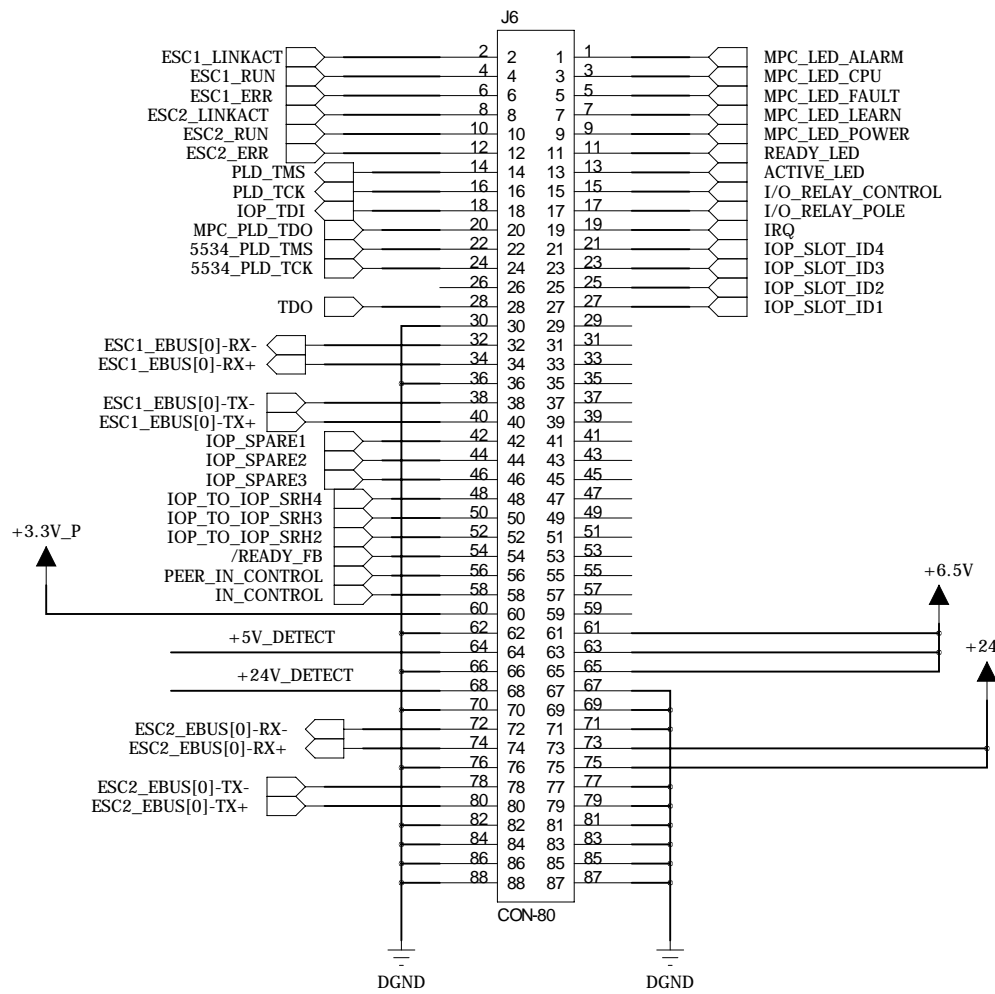 J6
ESC1_LINKACT 2 2 1 1 MPC_LED_ALARM
ESC1_RUN 4 4 3 3 MPC_LED_CPU
ESC1_ERR 6 6 5 5 MPC_LED_FAULT
ESC2_LINKACT 8 8 7 7 MPC_LED_LEARN
ESC2_RUN 10 10 9 9 MPC_LED_POWER
ESC2_ERR 12 12 11 11 READY_LED
PLD_TMS 14 14 13 13 ACTIVE_LED
PLD_TCK 16 16 15 15 I/O_RELAY_CONTROL
IOP_TDI 18 18 17 17 I/O_RELAY_POLE
MPC_PLD_TDO 20 20 19 19 IRQ
5534_PLD_TMS 22 22 21 21 IOP_SLOT_ID4
5534_PLD_TCK 24 24 23 23 IOP_SLOT_ID3
26 26 25 25 IOP_SLOT_ID2
TDO 28 28 27 27 IOP_SLOT_ID1
30 30 29 29
ESC1_EBUS[0]-RX- 32 32 31 31
ESC1_EBUS[0]-RX+ 34 34 33 33
36 36 35 35
ESC1_EBUS[0]-TX- 38 38 37 37
ESC1_EBUS[0]-TX+ 40 40 39 39
IOP_SPARE1 42 42 41 41
IOP_SPARE2 44 44 43 43
IOP_SPARE3 46 46 45 45
IOP_TO_IOP_SRH4 48 48 47 47
IOP_TO_IOP_SRH3 50 50 49 49
+3.3V_P
IOP_TO_IOP_SRH2 52 52 51 51
/READY_FB 54 54 53 53
PEER_IN_CONTROL 56 56 55 55
+6.5V
IN_CONTROL 58 58 57 57
60 60 59 59
62 62 61 61
+5V_DETECT 64 64 63 63
+24
66 66 65 65
+24V_DETECT 68 68 67 67
70 70 69 69
ESC2_EBUS[0]-RX- 72 72 71 71
ESC2_EBUS[0]-RX+ 74 74 73 73
76 76 75 75
ESC2_EBUS[0]-TX- 78 78 77 77
ESC2_EBUS[0]-TX+ 80 80 79 79
82 82 81 81
84 84 83 83
86 86 85 85
88 88 87 87
CON-80
DGND DGND